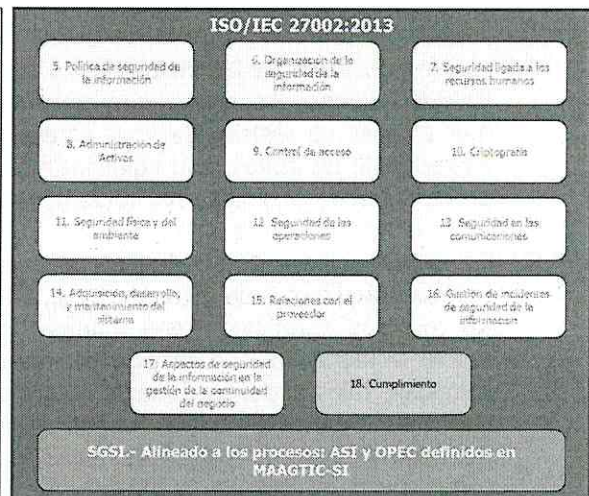 ISO/IEC 27002:2013
5. Política de seguridad de
la información
6. Organización de la
seguridad de la
información
7. Seguridad ligada a los
recursos humanos
8. Administración de
Activos
9. Control de acceso
10. Criptografía
11. Seguridad física y del
ambiente
12. Seguridad de las
operaciones
13. Seguridad en las
comunicaciones
14. Adquisición, desarrollo,
y mantenimiento del
sistema
15. Relaciones con el
proveedor
16. Gestión de incidentes
de seguridad de la
información
17. Aspectos de seguridad
de la información en la
gestión de la continuidad
del negocio
18. Cumplimiento
SGSI.- Alineado a los procesos: ASI y OPEC definidos en
MAAGTIC-SI